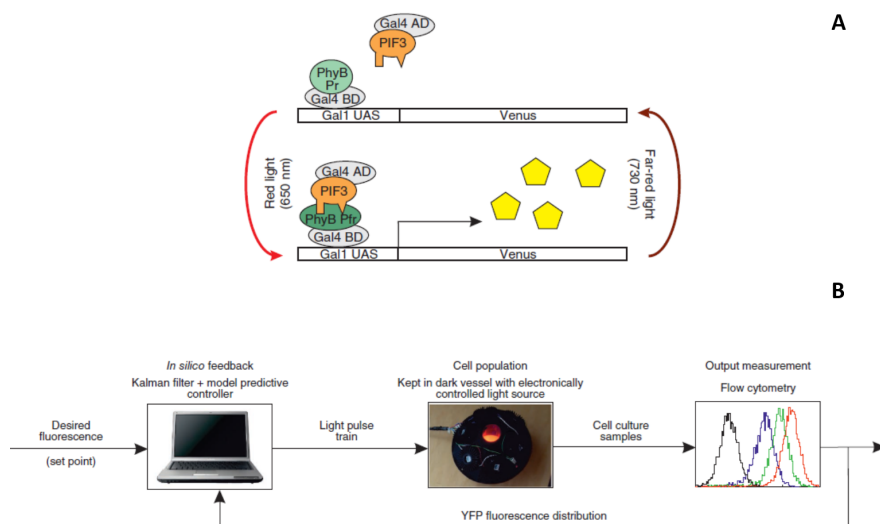 A
Gal4 AD
PIF3
PhyB
Pr
Gal4 BD
Gal1 UAS
Venus
Red light
(650 nm)
Far-red light
(730 nm)
Gal4 AD
PIF3
PhyB Pfr
Gal4 BD
Gal1 UAS
Venus
B
In silico feedback
Kalman filter + model predictive
controller
Cell population
Kept in dark vessel with electronically
controlled light source
Output measurement
Flow cytometry
Desired
fluorescence
(set point)
Light pulse
train
Cell culture
samples
YFP fluorescence distribution